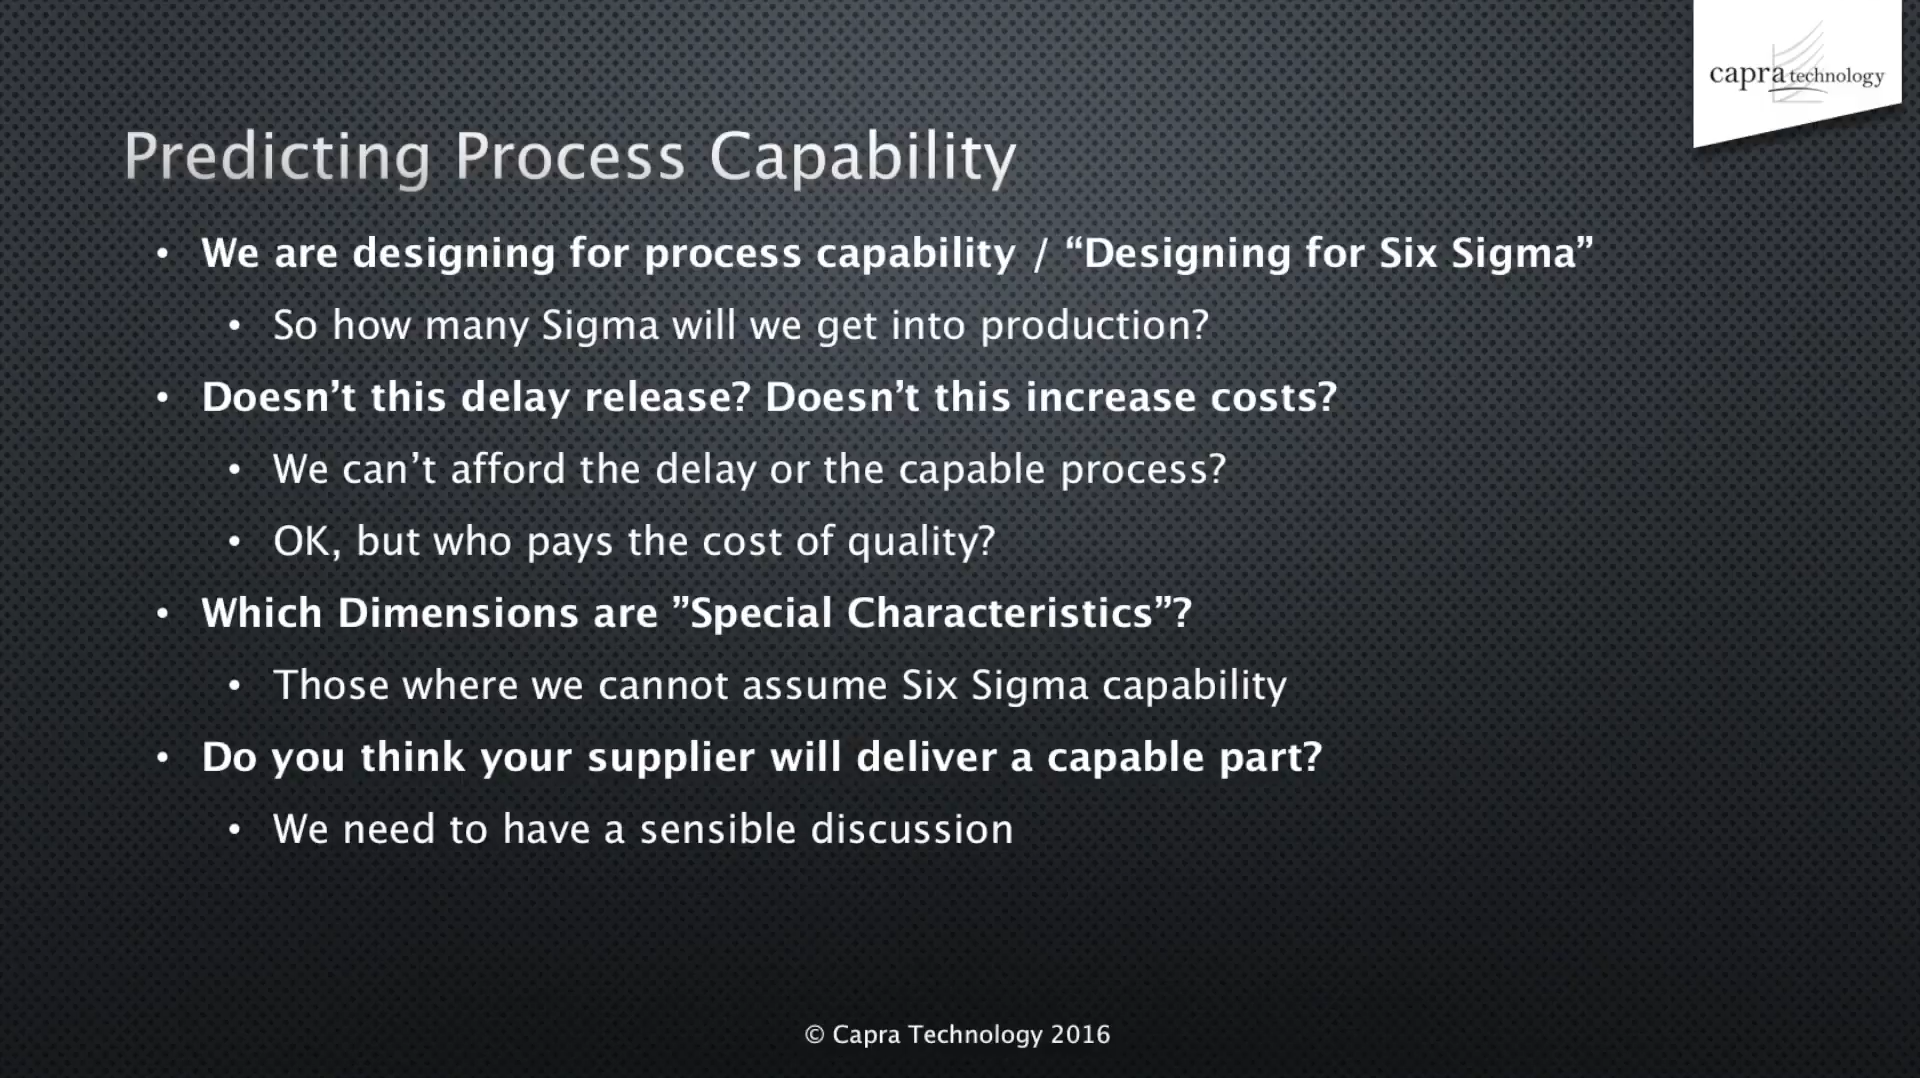 capra technology
Predicting Process Capability
• We are designing for process capability / “Designing for Six Sigma”
• So how many Sigma will we get into production?
• Doesn’t this delay release? Doesn’t this increase costs?
• We can’t afford the delay or the capable process?
• OK, but who pays the cost of quality?
• Which Dimensions are ”Special Characteristics”?
• Those where we cannot assume Six Sigma capability
• Do you think your supplier will deliver a capable part?
• We need to have a sensible discussion
© Capra Technology 2016